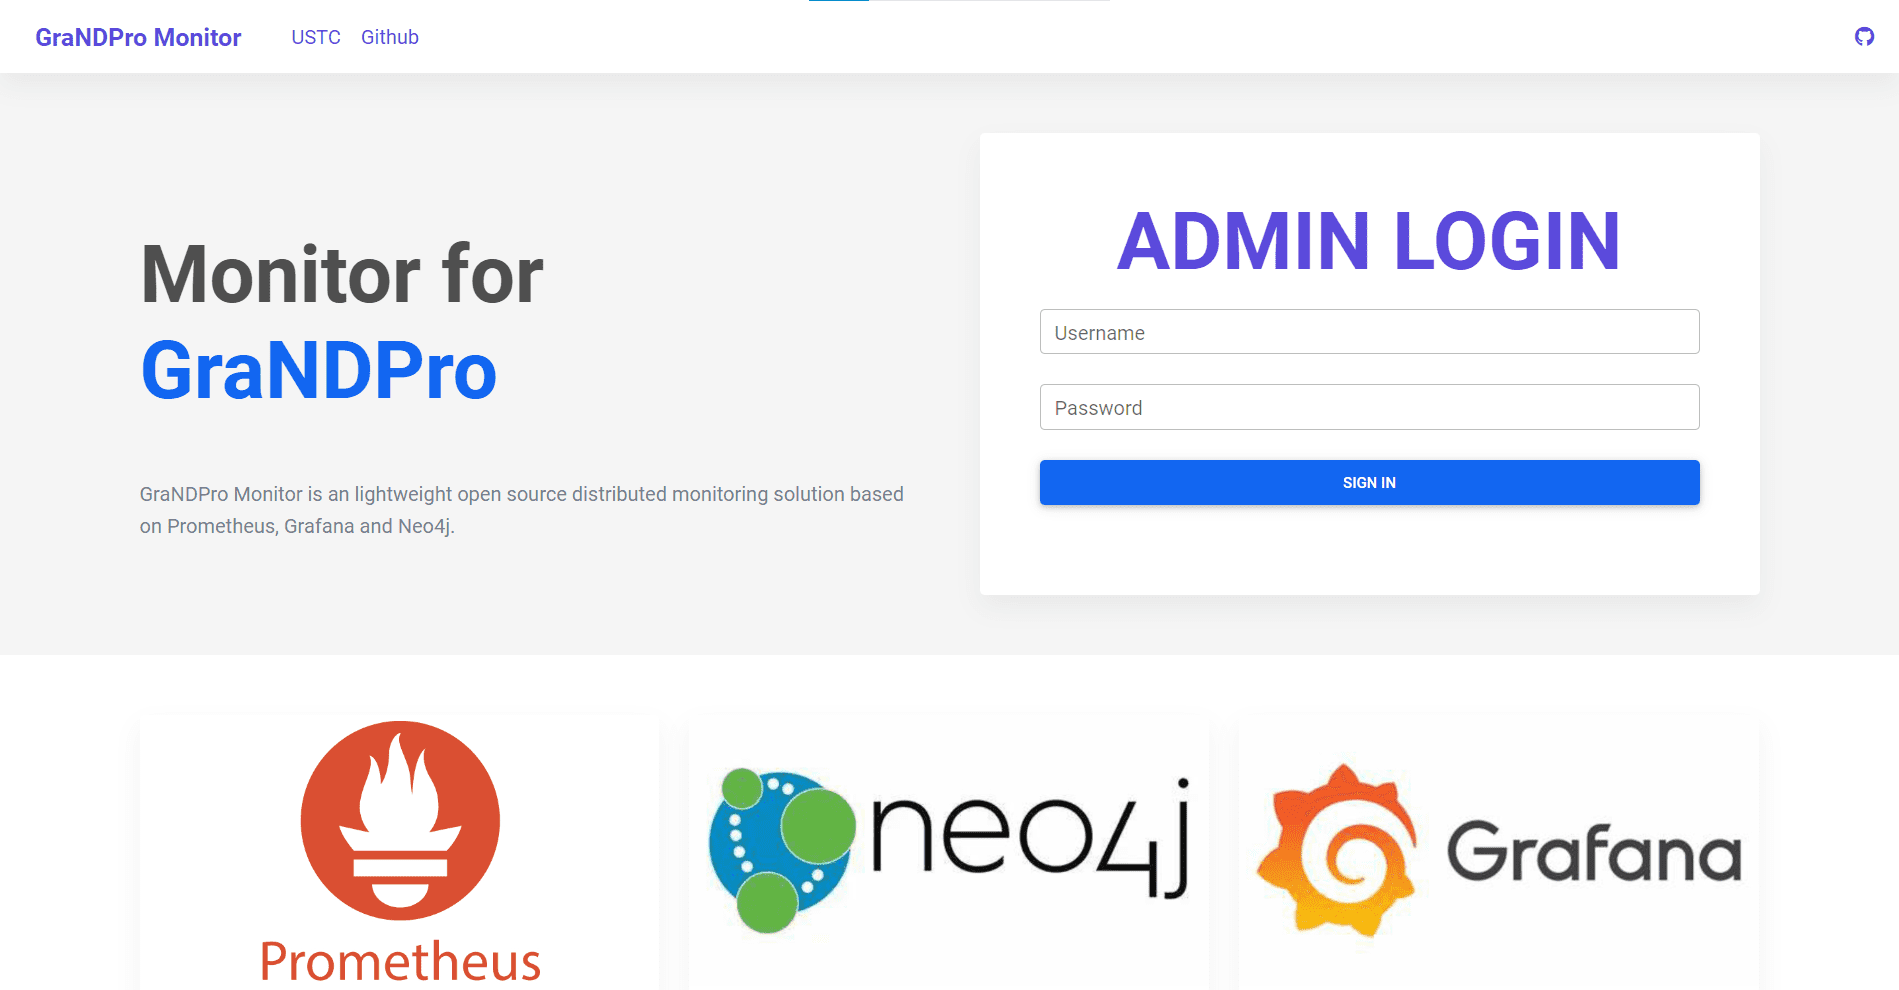 GraNDPro Monitor USTC Github
Monitor for
GraNDPro
GraNDPro Monitor is an lightweight open source distributed monitoring solution based
on Prometheus, Grafana and Neo4j.
ADMIN LOGIN
Username
Password
SIGN IN
Prometheus
neo4j
Grafana